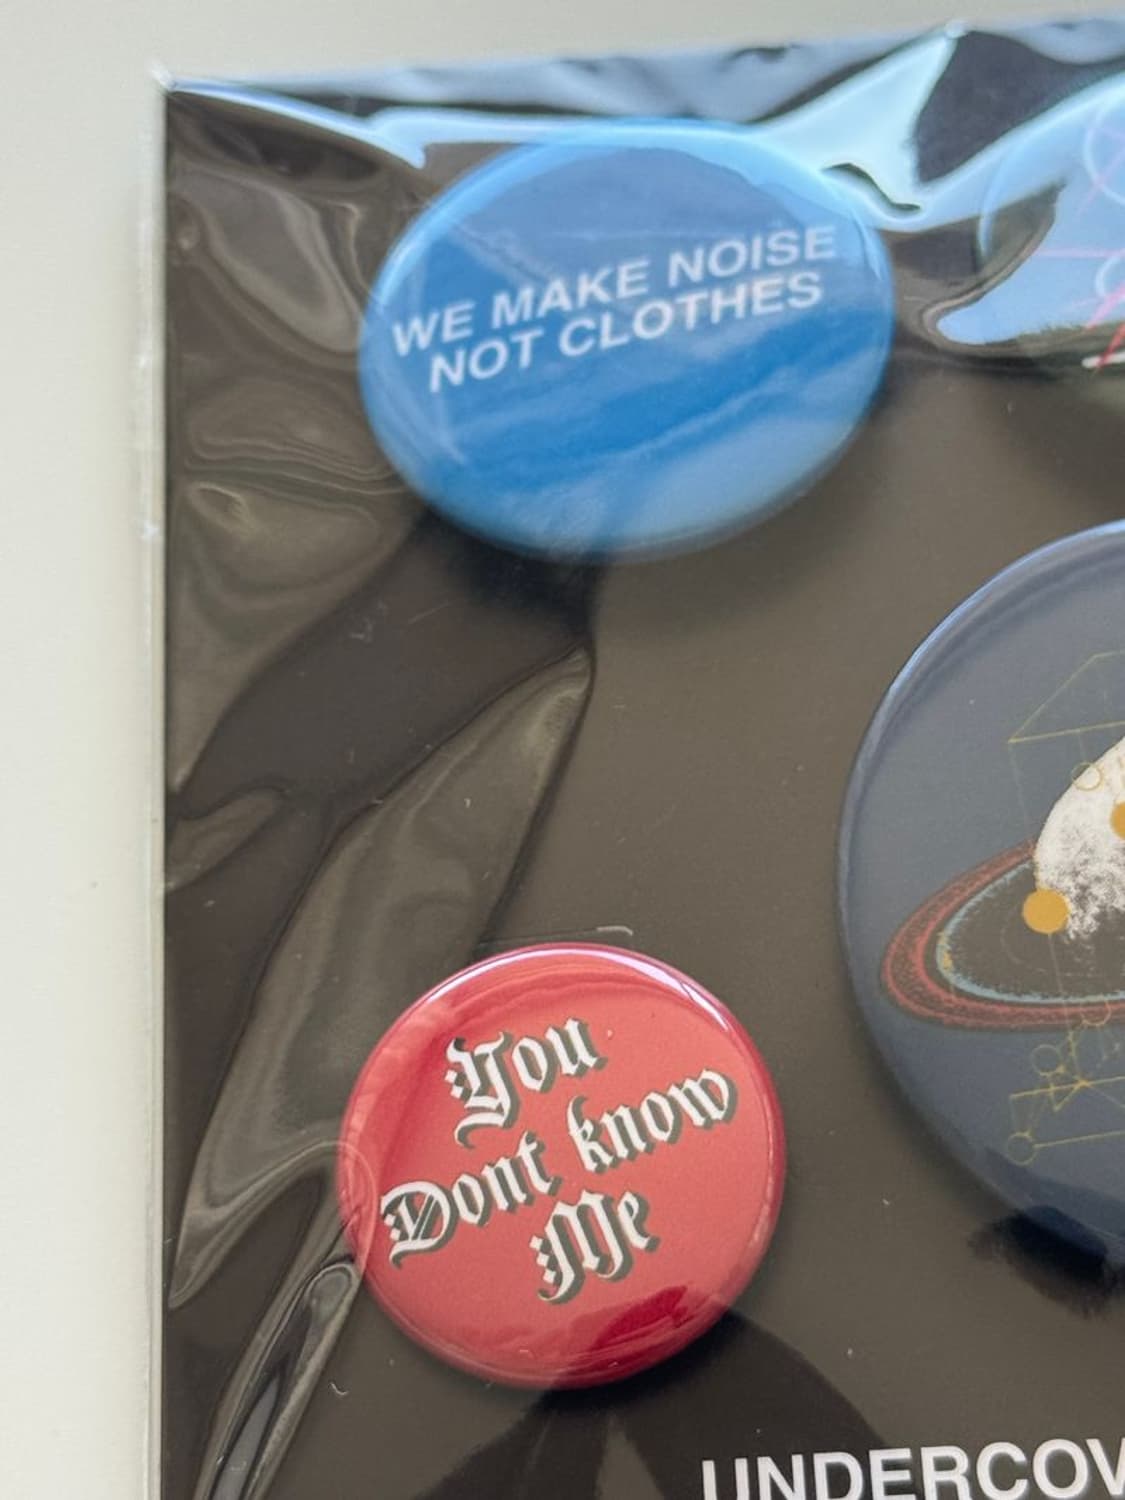 WE MAKE NOISE
NOT CLOTHES
You
Dont know
Me
UNDERCOV